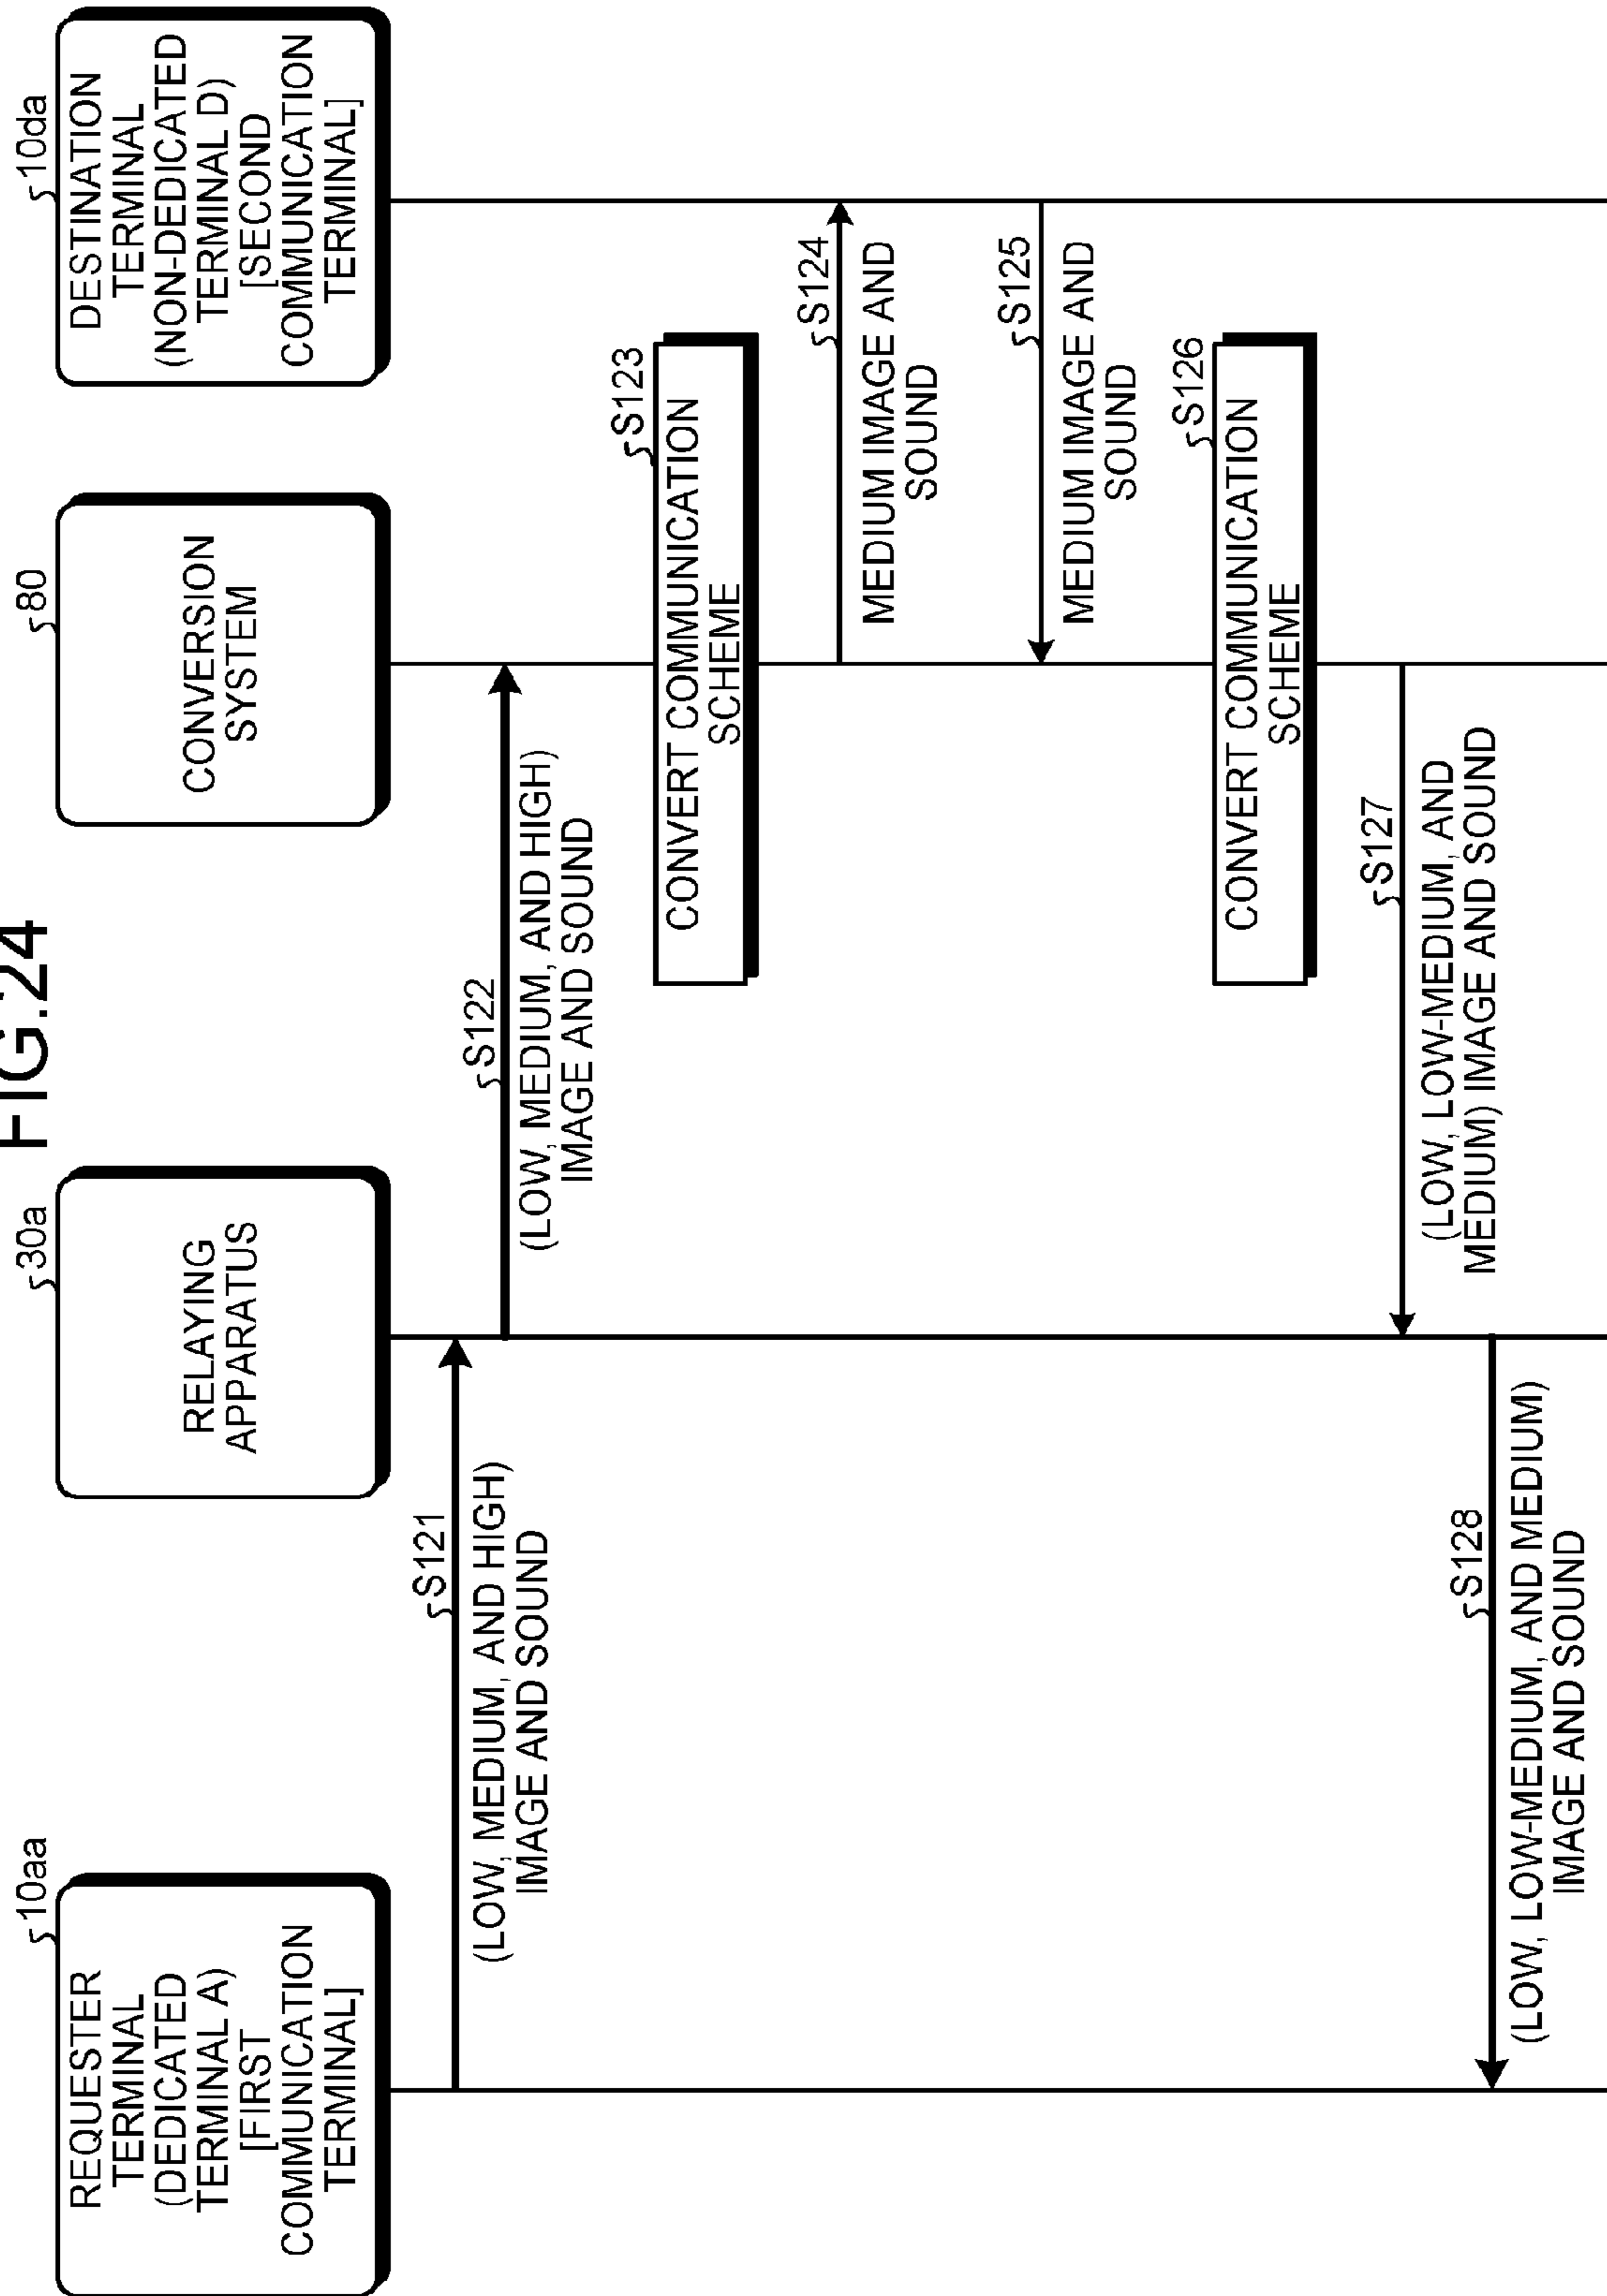 FIG.24
10aa
REQUESTER
TERMINAL
(DEDICATED
TERMINAL A)
[FIRST
COMMUNICATION
TERMINAL]
30a
RELAYING
APPARATUS
80
CONVERSION
SYSTEM
10da
DESTINATION
TERMINAL
(NON-DEDICATED
TERMINAL D)
[SECOND
COMMUNICATION
TERMINAL]
S121
(LOW, MEDIUM, AND HIGH)
IMAGE AND SOUND
S122
(LOW, MEDIUM, AND HIGH)
IMAGE AND SOUND
S123
CONVERT COMMUNICATION
SCHEME
S124
MEDIUM IMAGE AND
SOUND
S125
MEDIUM IMAGE AND
SOUND
S126
CONVERT COMMUNICATION
SCHEME
S127
(LOW, LOW-MEDIUM, AND
MEDIUM) IMAGE AND SOUND
S128
(LOW, LOW-MEDIUM, AND MEDIUM)
IMAGE AND SOUND